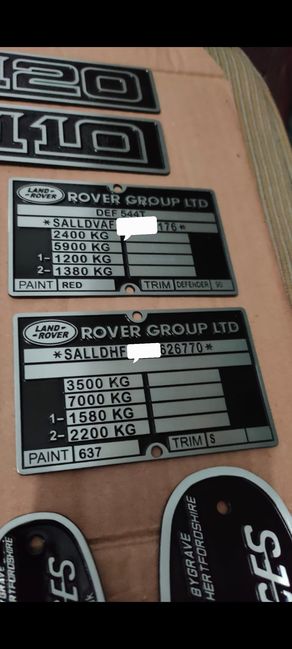 120
110
LAND-
-ROVER
ROVER GROUP LTD
DEF 544T
*SALLDVAF 176*
2400 KG
5900 KG
1- 1200 KG
2- 1380 KG
PAINT RED TRIM DEFENDER 90
LAND-
-ROVER
ROVER GROUP LTD
*SALLDHF 626770*
3500 KG
7000 KG
1- 1580 KG
2- 2200 KG
PAINT 637 TRIM S
BYGRAVE
HERTFORDSHIRE
CES